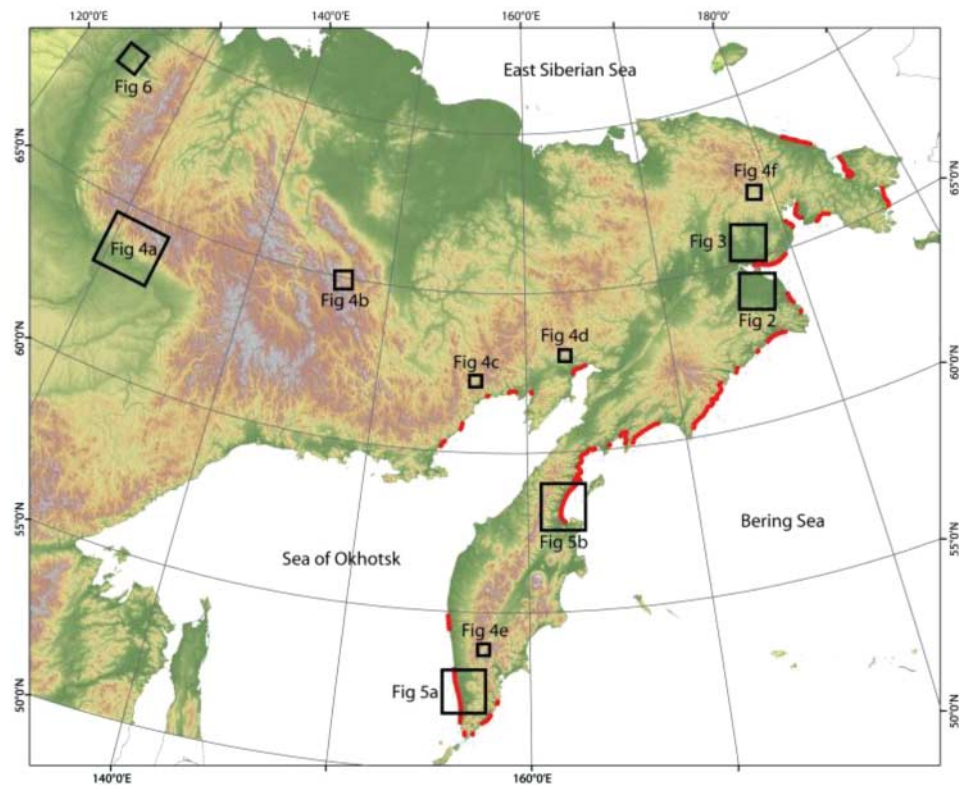 120°0'E 140°0'E 160°0'E 180°0'
East Siberian Sea
Fig 6
65°0'N
65°0'N
Fig 4f
Fig 4a
Fig 3
Fig 4b
Fig 2
60°0'N
Fig 4d
60°0'N
Fig 4c
55°0'N
Bering Sea
55°0'N
Fig 5b
Sea of Okhotsk
Fig 4e
50°0'N
Fig 5a
50°0'N
140°0'E 160°0'E